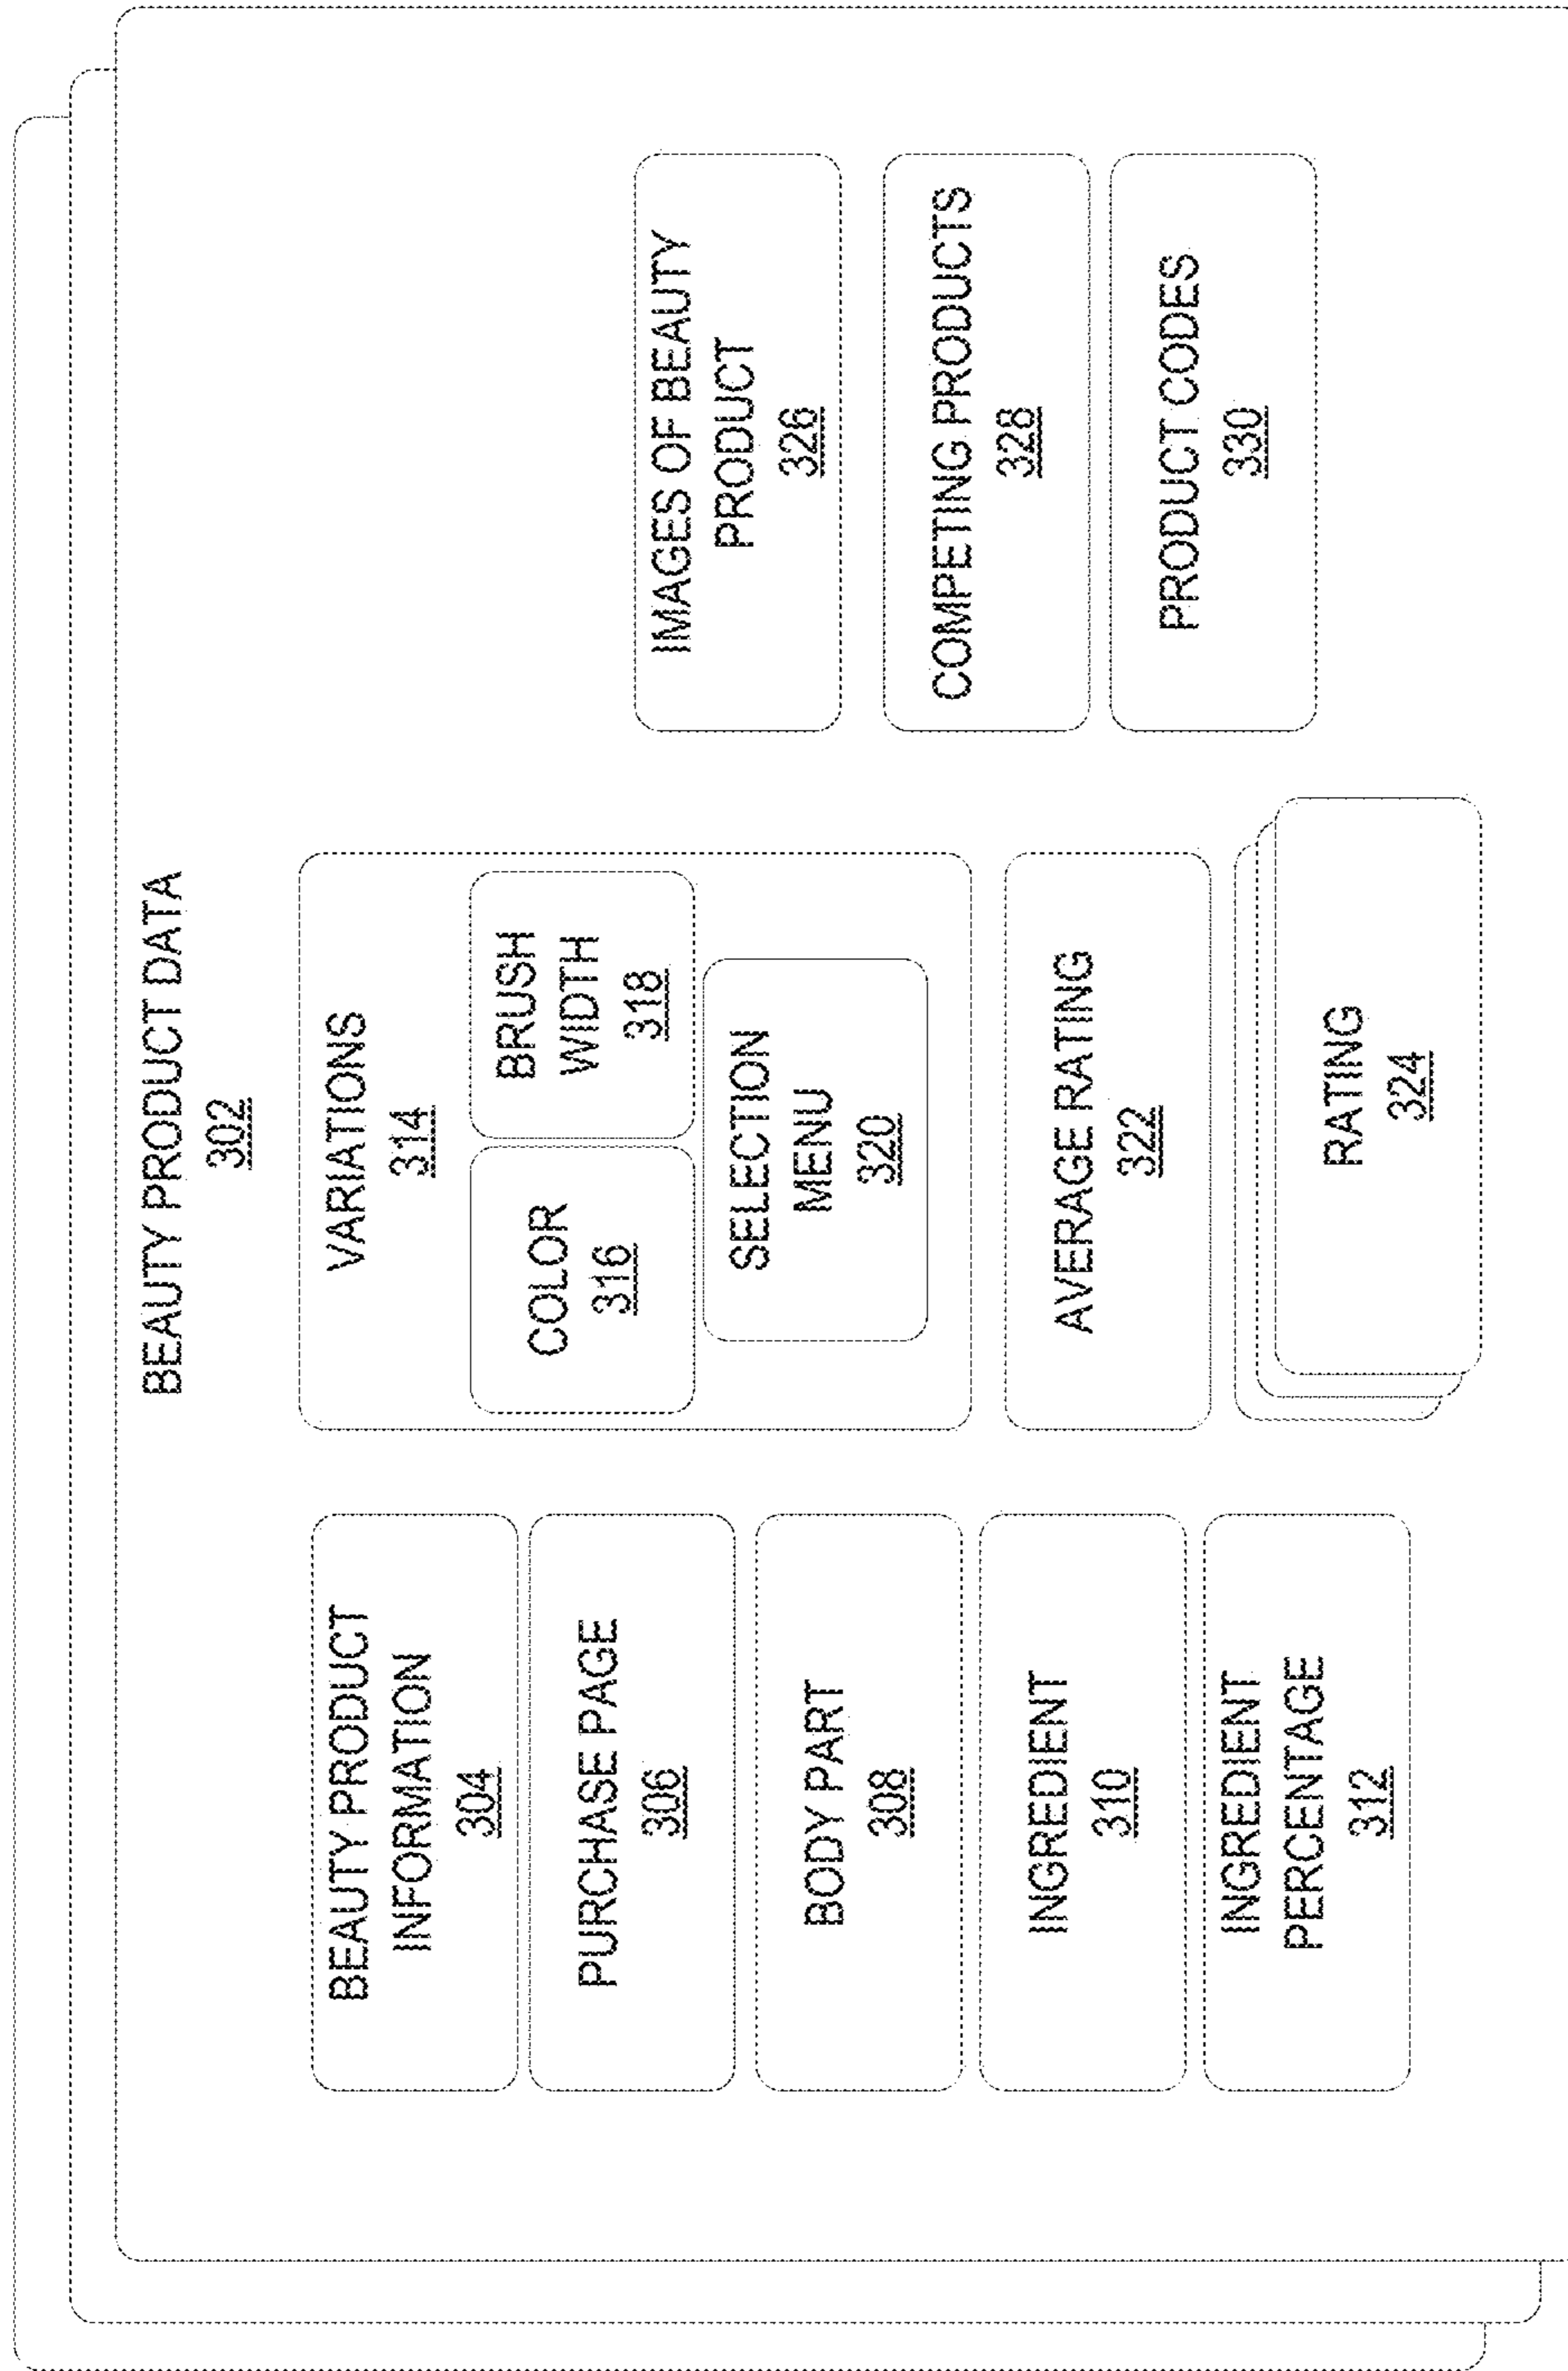 BEAUTY PRODUCT DATA
302
BEAUTY PRODUCT
INFORMATION
304
PURCHASE PAGE
306
BODY PART
308
INGREDIENT
310
INGREDIENT
PERCENTAGE
312
VARIATIONS
314
COLOR
316
BRUSH
WIDTH
318
SELECTION
MENU
320
AVERAGE RATING
322
RATING
324
IMAGES OF BEAUTY
PRODUCT
326
COMPETING PRODUCTS
328
PRODUCT CODES
330